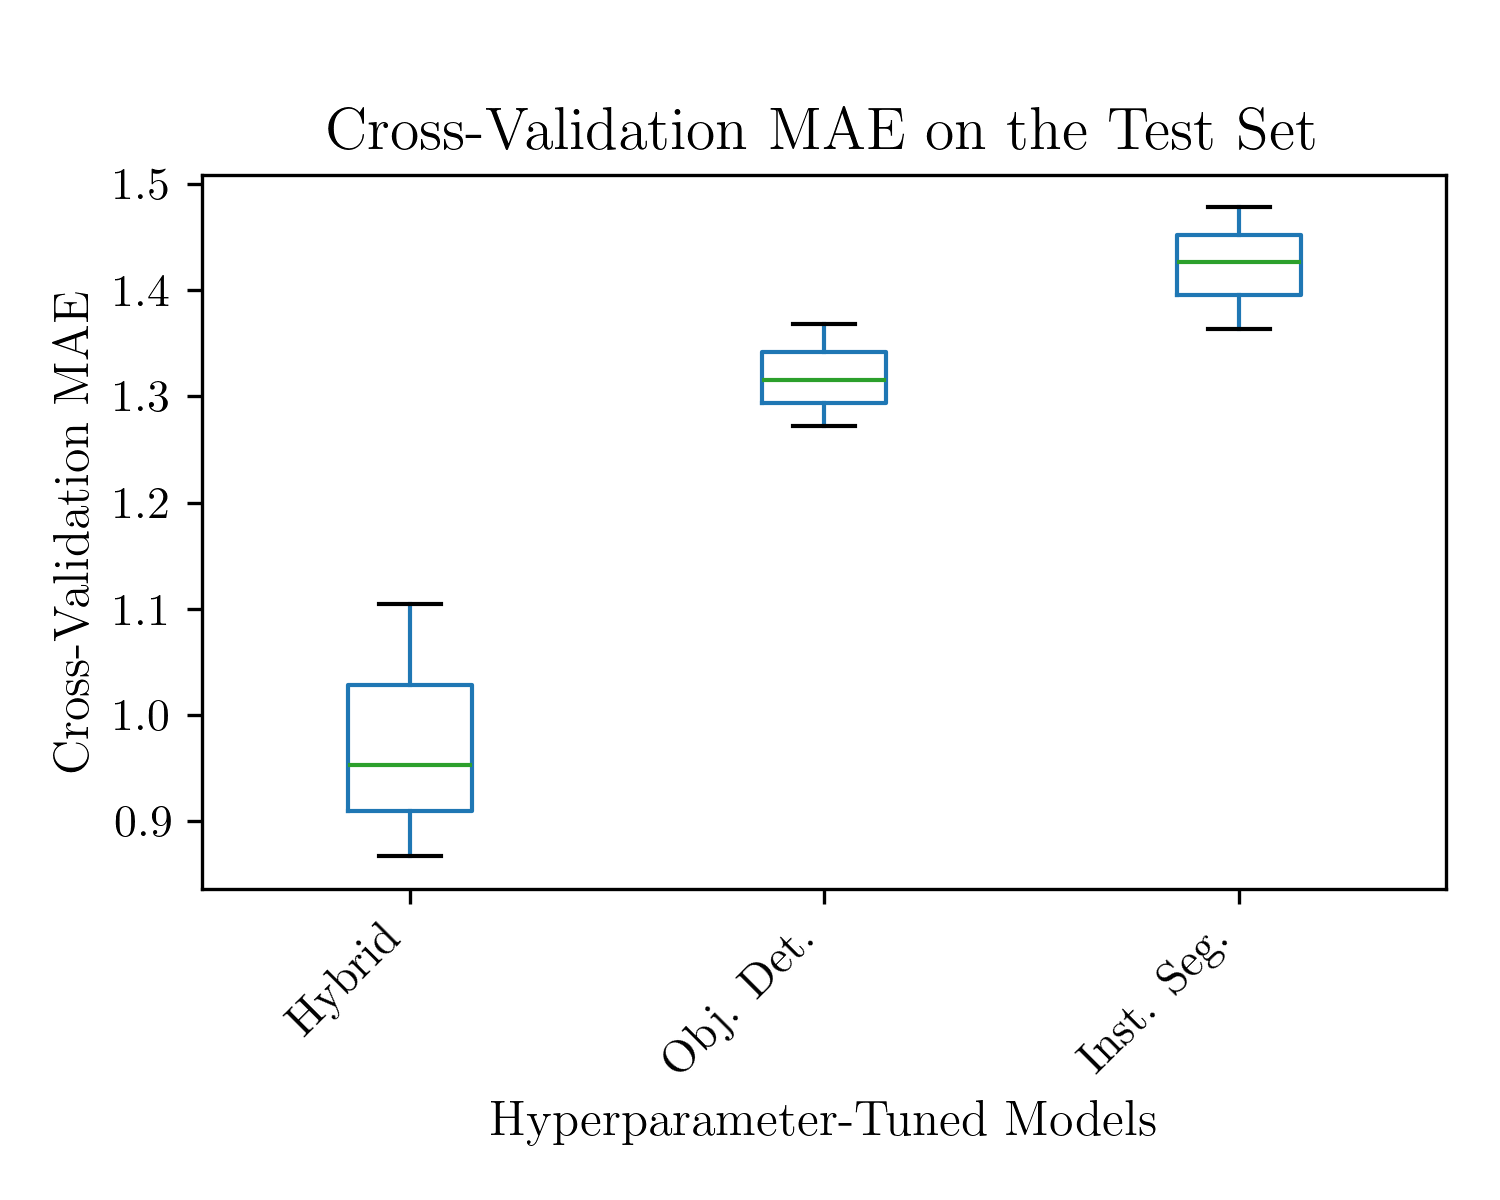 Cross-Validation MAE on the Test Set
Cross-Validation MAE
1.5
1.4
1.3
1.2
1.1
1.0
0.9
Hybrid
Obj. Det.
Inst. Seg.
Hyperparameter-Tuned Models